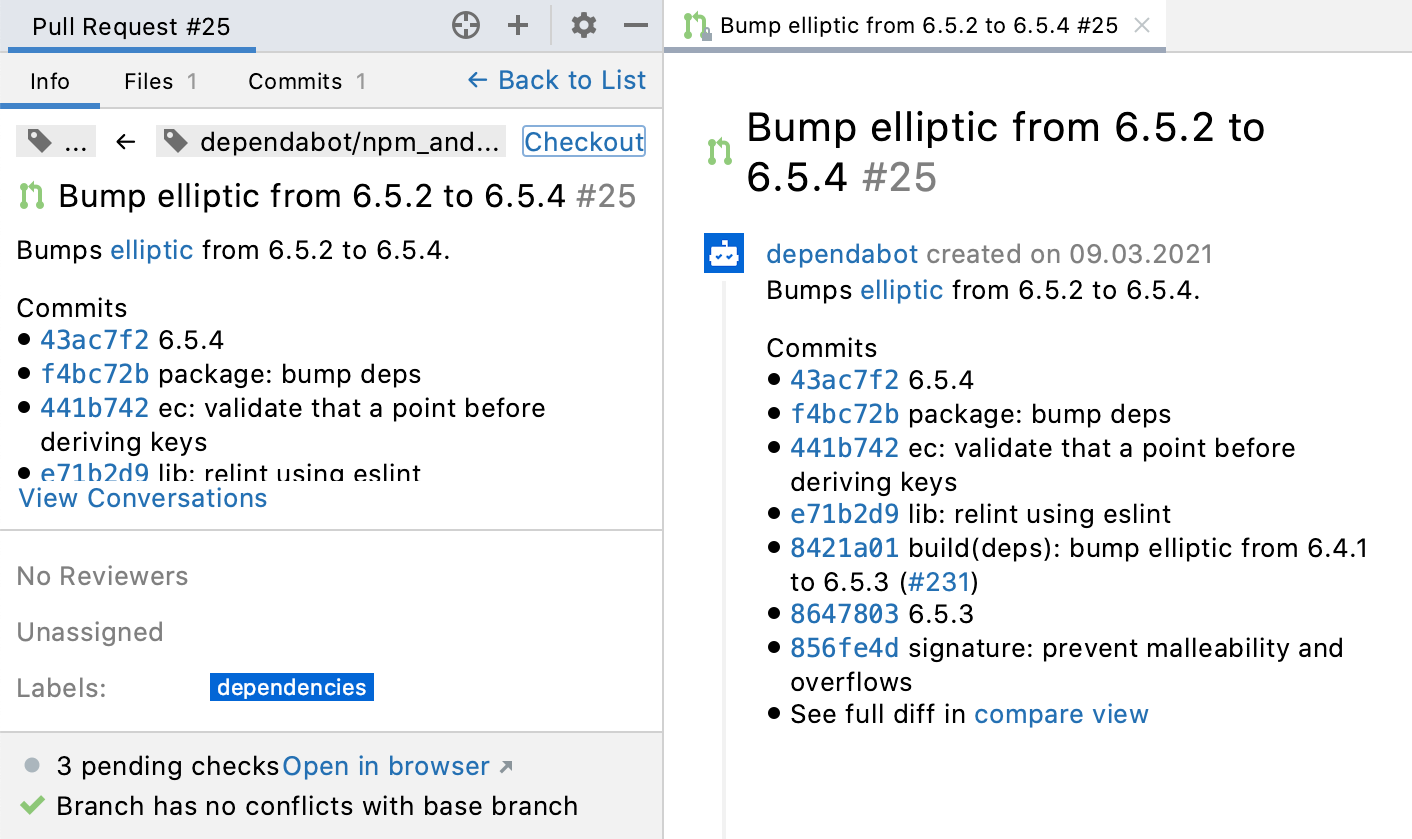 Pull Request #25
Info Files 1 Commits 1 ← Back to List
... ← dependabot/npm_and... Checkout
Bump elliptic from 6.5.2 to 6.5.4 #25
Bumps elliptic from 6.5.2 to 6.5.4.
Commits
• 43ac7f2 6.5.4
• f4bc72b package: bump deps
• 441b742 ec: validate that a point before
deriving keys
• e71b2d9 lib: relint using eslint
View Conversations
No Reviewers
Unassigned
Labels: dependencies
3 pending checks Open in browser ↗
Branch has no conflicts with base branch
Bump elliptic from 6.5.2 to 6.5.4 #25
Bump elliptic from 6.5.2 to
6.5.4 #25
dependabot created on 09.03.2021
Bumps elliptic from 6.5.2 to 6.5.4.
Commits
• 43ac7f2 6.5.4
• f4bc72b package: bump deps
• 441b742 ec: validate that a point before
deriving keys
• e71b2d9 lib: relint using eslint
• 8421a01 build(deps): bump elliptic from 6.4.1
to 6.5.3 (#231)
• 8647803 6.5.3
• 856fe4d signature: prevent malleability and
overflows
• See full diff in compare view